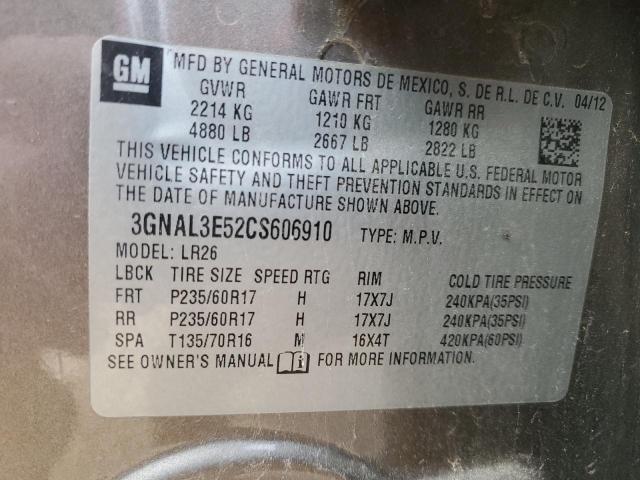 GM
MFD BY GENERAL MOTORS DE MEXICO, S. DE R.L. DE C.V. 04/12
GVWR GAWR FRT GAWR RR
2214 KG 1210 KG 1280 KG
4880 LB 2667 LB 2822 LB
THIS VEHICLE CONFORMS TO ALL APPLICABLE U.S. FEDERAL MOTOR
VEHICLE SAFETY AND THEFT PREVENTION STANDARDS IN EFFECT ON
THE DATE OF MANUFACTURE SHOWN ABOVE.
3GNAL3E52CS606910 TYPE: M.P.V.
MODEL: LR26
LBCK TIRE SIZE SPEED RTG RIM COLD TIRE PRESSURE
FRT P235/60R17 H 17X7J 240KPA(35PSI)
RR P235/60R17 H 17X7J 240KPA(35PSI)
SPA T135/70R16 M 16X4T 420KPA(60PSI)
SEE OWNER'S MANUAL i FOR MORE INFORMATION.